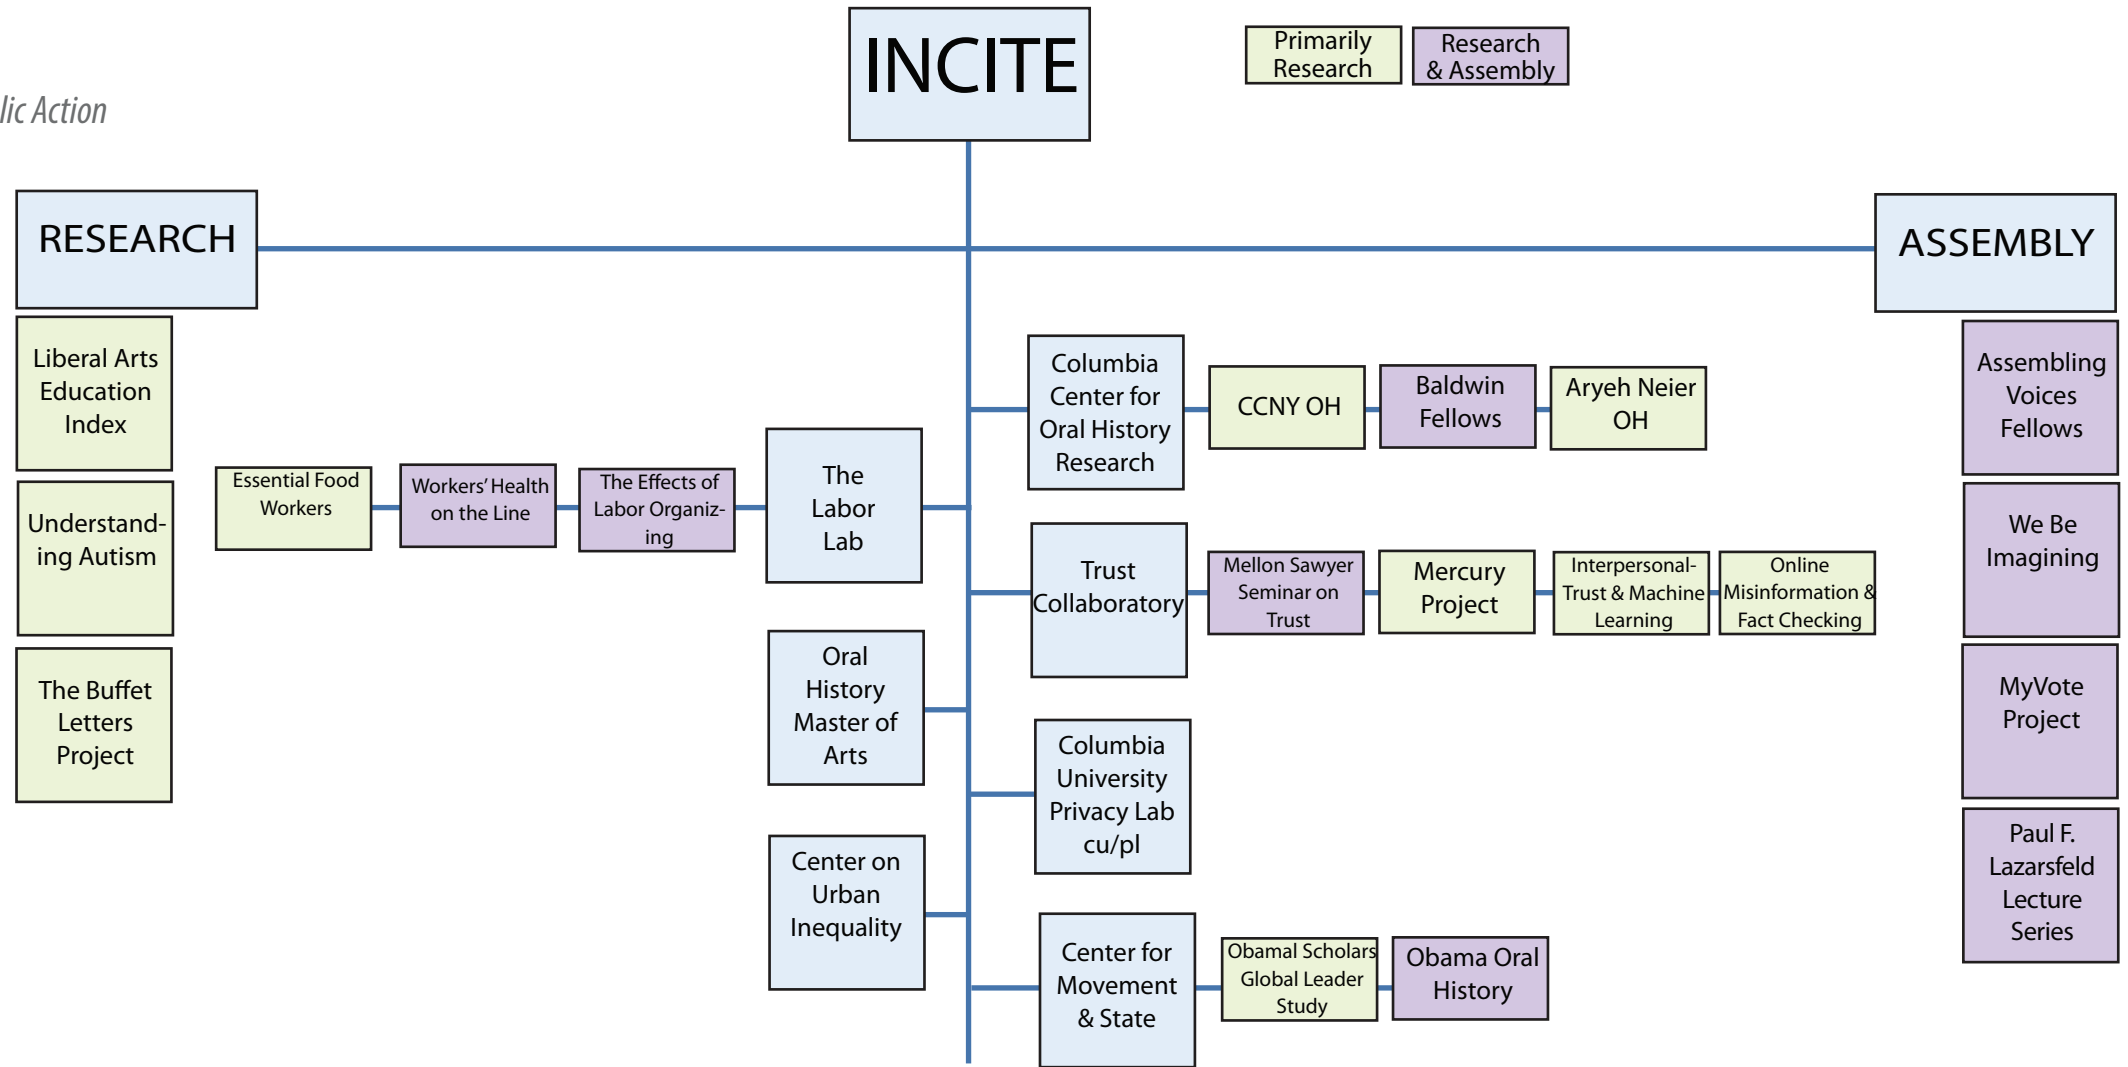 INCITE
Primarily
Research
Research
& Assembly
lic Action
RESEARCH
ASSEMBLY
Liberal Arts
Education
Index
Understand-
ing Autism
The Buffet
Letters
Project
Essential Food
Workers
Workers’ Health
on the Line
The Effects of
Labor Organiz-
ing
The
Labor
Lab
Oral
History
Master of
Arts
Center on
Urban
Inequality
Columbia
Center for
Oral History
Research
CCNY OH
Baldwin
Fellows
Aryeh Neier
OH
Trust
Collaboratory
Mellon Sawyer
Seminar on
Trust
Mercury
Project
Interpersonal-
Trust & Machine
Learning
Online
Misinformation &
Fact Checking
Columbia
University
Privacy Lab
cu/pl
Center for
Movement
& State
Obamal Scholars
Global Leader
Study
Obama Oral
History
Assembling
Voices
Fellows
We Be
Imagining
MyVote
Project
Paul F.
Lazarsfeld
Lecture
Series